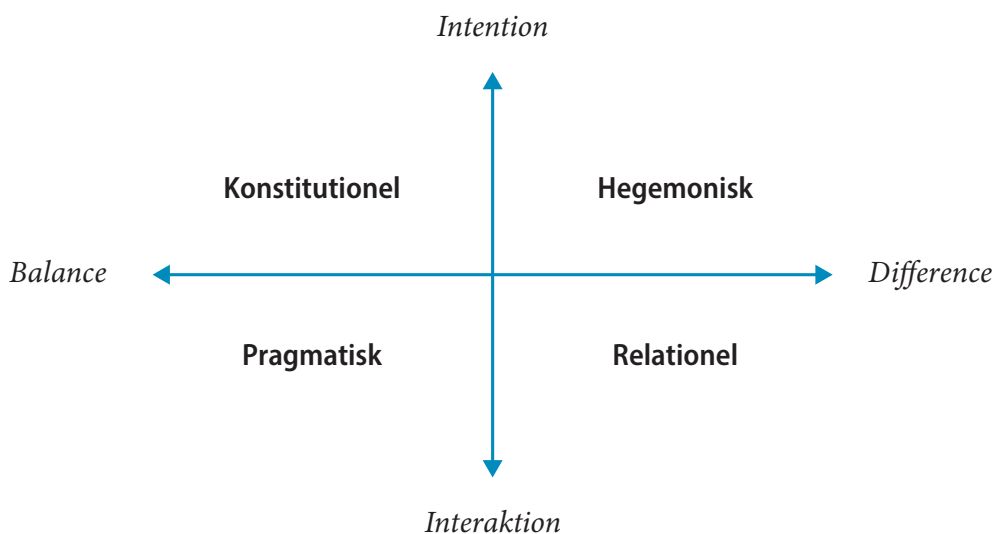 Intention
Konstitutionel
Hegemonisk
Balance
Difference
Pragmatisk
Relationel
Interaktion